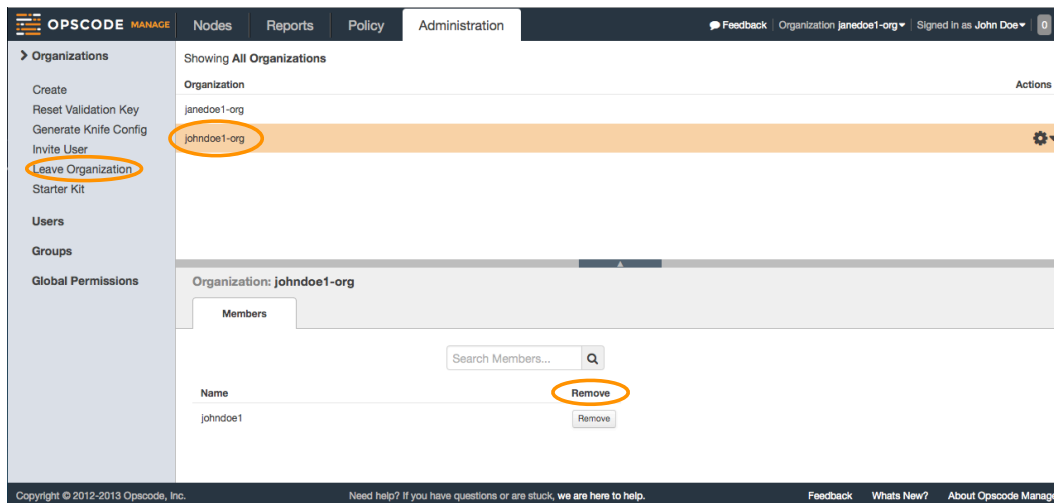 OPSCODE MANAGE Nodes Reports Policy Administration Feedback Organization janedoe1-org Signed in as John Doe 0
Organizations
Create
Reset Validation Key
Generate Knife Config
Invite User
Leave Organization
Starter Kit
Users
Groups
Global Permissions
Showing All Organizations
Organization Actions
janedoe1-org
johndoe1-org
Organization: johndoe1-org
Members
Search Members...
Name Remove
johndoe1 Remove
Copyright © 2012-2013 Opscode, Inc. Need help? If you have questions or are stuck, we are here to help. Feedback Whats New? About Opscode Manage